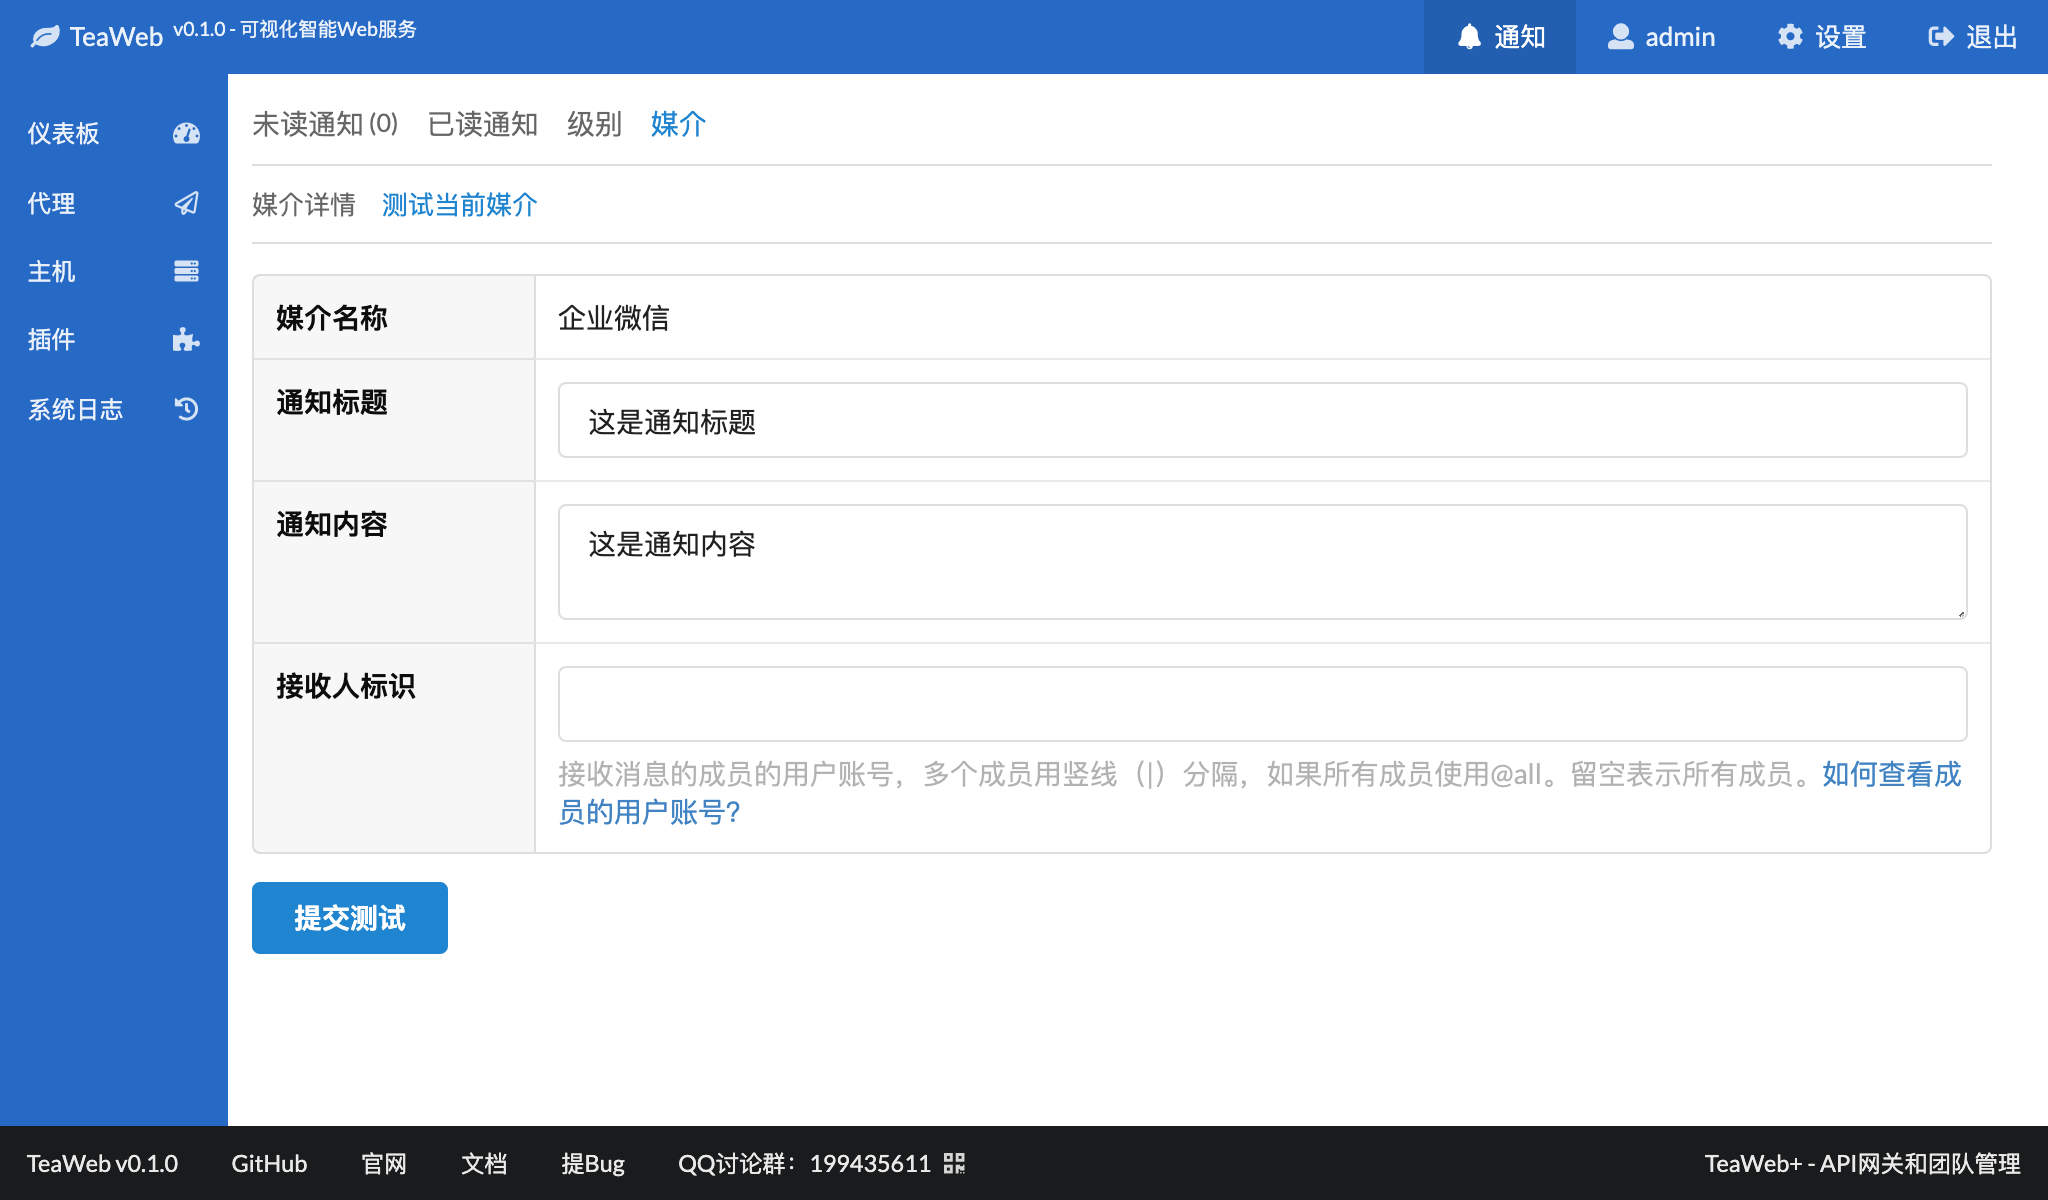 TeaWeb v0.1.0 - 可视化智能Web服务
通知
admin
设置
退出
仪表板
代理
主机
插件
系统日志
未读通知(0) 已读通知 级别 媒介
媒介详情 测试当前媒介
媒介名称 企业微信
通知标题 这是通知标题
通知内容 这是通知内容
接收人标识
接收消息的成员的用户账号，多个成员用竖线（|）分隔，如果所有成员使用@all。留空表示所有成员。如何查看成
员的用户账号?
提交测试
TeaWeb v0.1.0 GitHub 官网 文档 提Bug QQ讨论群：199435611 TeaWeb+ - API网关和团队管理